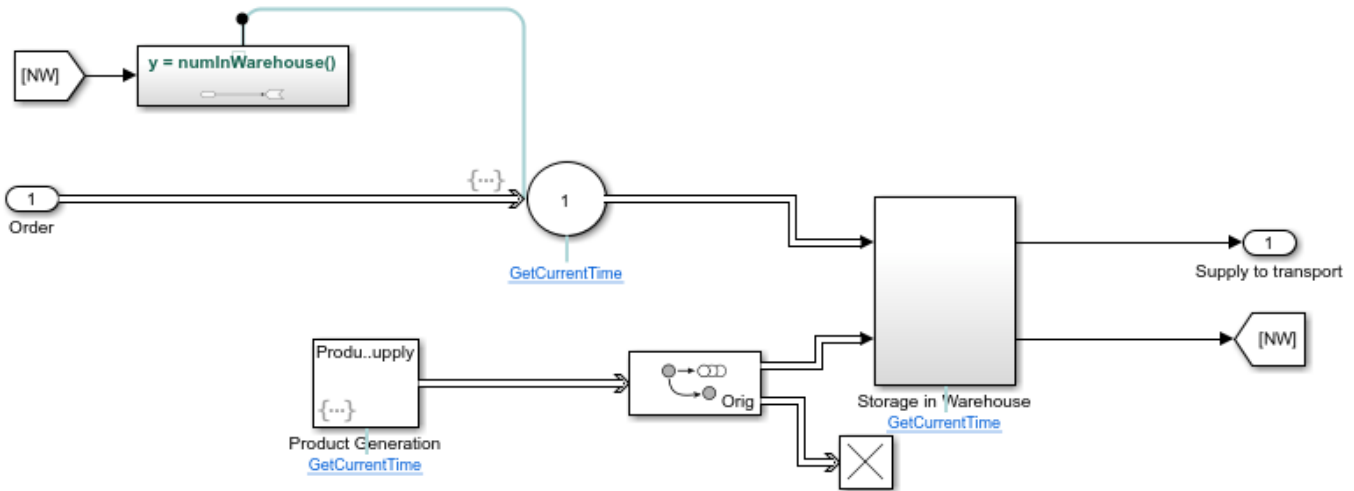 [NW]
y = numInWarehouse()
{...}
1
Order
1
GetCurrentTime
1
Supply to transport
[NW]
Produ..upply
{...}
Product Generation
GetCurrentTime
Orig
Storage in Warehouse
GetCurrentTime